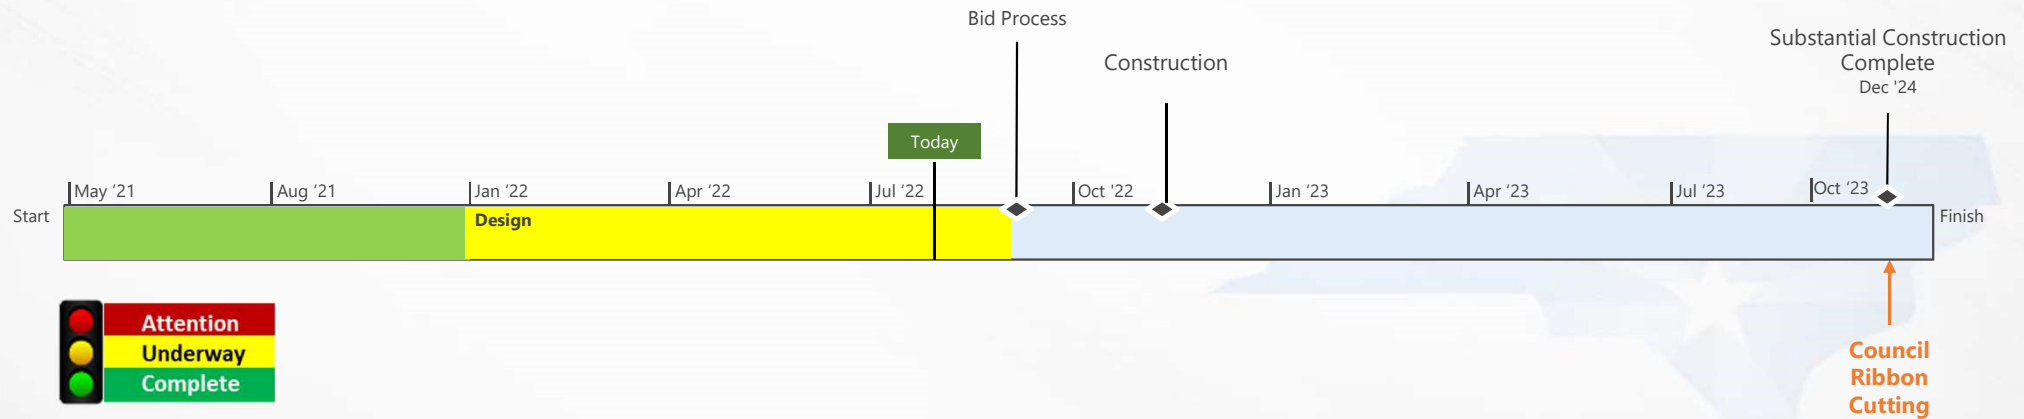 Bid Process
Construction
Substantial Construction
Complete
Dec '24
Today
May ‘21
Aug ‘21
Jan ‘22
Apr ‘22
Jul ‘22
Oct '22
Jan ‘23
Apr ‘23
Jul ‘23
Oct ‘23
Start
Design
Finish
Attention
Underway
Complete
Council
Ribbon
Cutting